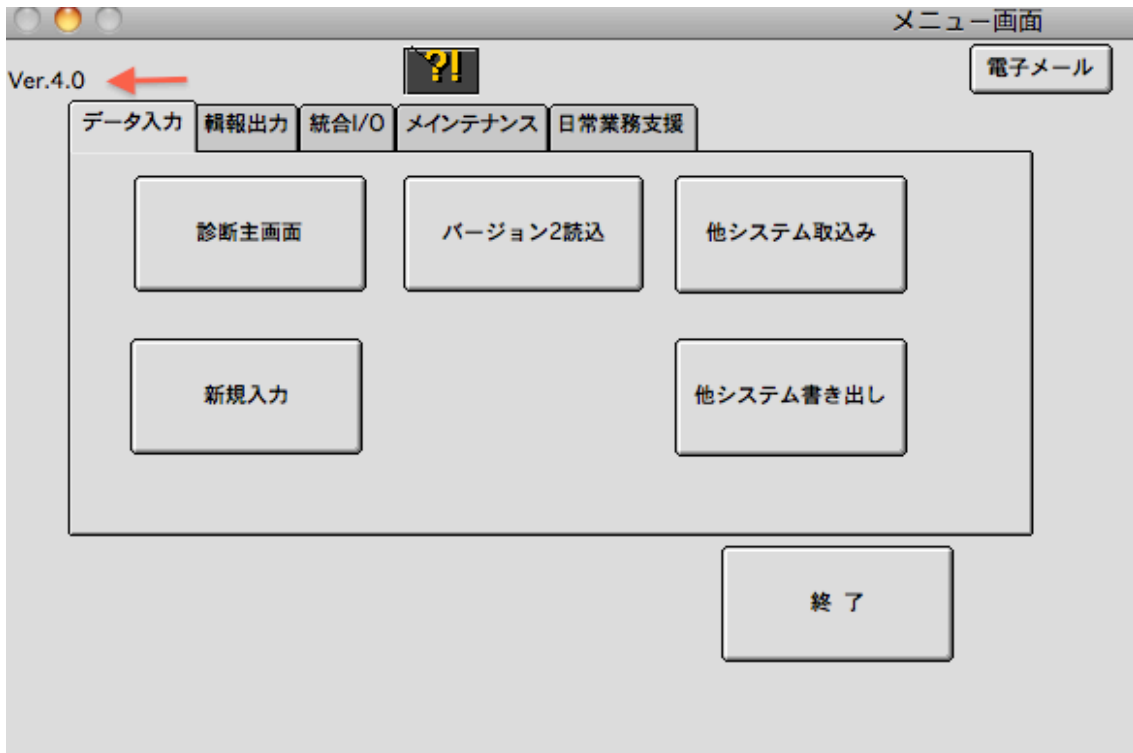 メニュー画面
Ver.4.0
?!
電子メール
データ入力 輯報出力 統合I/O メインテナンス 日常業務支援
診断主画面 バージョン2読込 他システム取込み
新規入力 他システム書き出し
終 了